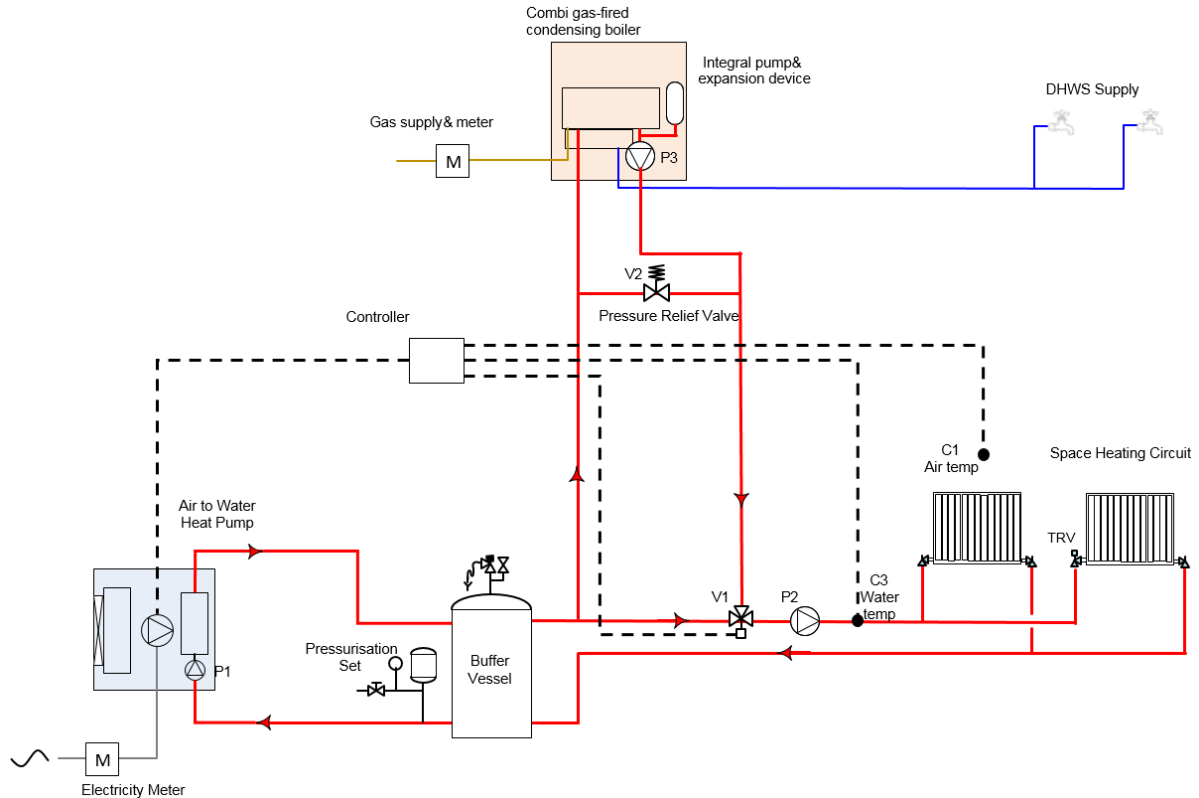 Combi gas-fired
condensing boiler
Integral pump&
expansion device
DHWS Supply
Gas supply& meter
M
P3
V2
Pressure Relief Valve
Controller
C1
Air temp
Space Heating Circuit
Air to Water
Heat Pump
TRV
C3
Water
temp
V1
P2
Pressurisation
Set
Buffer
Vessel
P1
M
Electricity Meter